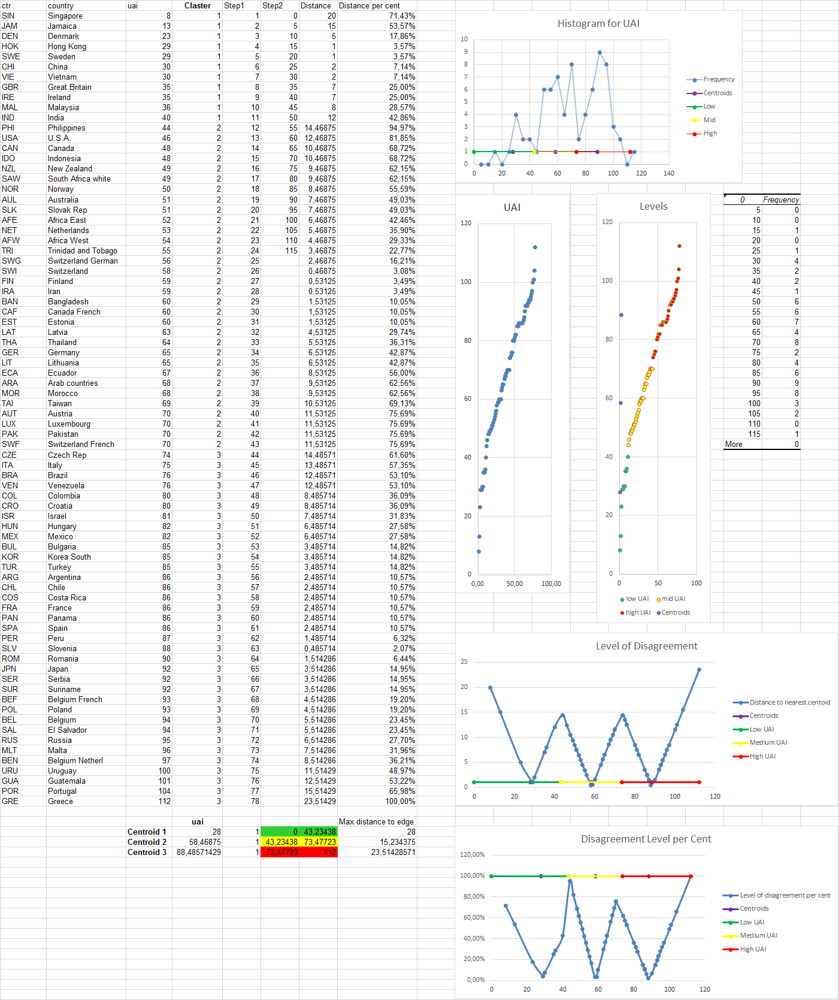 ctr country uai Claster Step1 Step2 Distance Distance per cent
SIN Singapore 8 1 1 0 20 71,43%
JAM Jamaica 13 1 2 5 15 53,57%
DEN Denmark 23 1 3 10 5 17,86%
HOK Hong Kong 29 1 4 15 1 3,57%
SWE Sweden 29 1 5 20 1 3,57%
CHI China 30 1 6 25 2 7,14%
VIE Vietnam 30 1 7 30 2 7,14%
GBR Great Britain 35 1 8 35 7 25,00%
IRE Ireland 35 1 9 40 7 25,00%
MAL Malaysia 36 1 10 45 8 28,57%
IND India 40 1 11 50 12 42,86%
PHI Philippines 44 2 12 55 14,46875 94,97%
USA U.S.A. 46 2 13 60 12,46875 81,85%
CAN Canada 48 2 14 65 10,46875 68,72%
IDO Indonesia 48 2 15 70 10,46875 68,72%
NZL New Zealand 49 2 16 75 9,46875 62,15%
SAW South Africa white 49 2 17 80 9,46875 62,15%
NOR Norway 50 2 18 85 8,46875 55,59%
AUL Australia 51 2 19 90 7,46875 49,03%
SLK Slovak Rep 51 2 20 95 7,46875 49,03%
AFE Africa East 52 2 21 100 6,46875 42,46%
NET Netherlands 53 2 22 105 5,46875 35,90%
AFW Africa West 54 2 23 110 4,46875 29,33%
TRI Trinidad and Tobago 55 2 24 115 3,46875 22,77%
SWG Switzerland German 56 2 25 2,46875 16,21%
SWI Switzerland 58 2 26 0,46875 3,08%
FIN Finland 59 2 27 0,53125 3,49%
IRA Iran 59 2 28 0,53125 3,49%
BAN Bangladesh 60 2 29 1,53125 10,05%
CAF Canada French 60 2 30 1,53125 10,05%
EST Estonia 60 2 31 1,53125 10,05%
LAT Latvia 63 2 32 4,53125 29,74%
THA Thailand 64 2 33 5,53125 36,31%
GER Germany 65 2 34 6,53125 42,87%
LIT Lithuania 65 2 35 6,53125 42,87%
ECA Ecuador 67 2 36 8,53125 56,00%
ARA Arab countries 68 2 37 9,53125 62,56%
MOR Morocco 68 2 38 9,53125 62,56%
TAI Taiwan 69 2 39 10,53125 69,13%
AUT Austria 70 2 40 11,53125 75,69%
LUX Luxembourg 70 2 41 11,53125 75,69%
PAK Pakistan 70 2 42 11,53125 75,69%
SWF Switzerland French 70 2 43 11,53125 75,69%
CZE Czech Rep 74 3 44 14,48571 61,60%
ITA Italy 75 3 45 13,48571 57,35%
BRA Brazil 76 3 46 12,48571 53,10%
VEN Venezuela 76 3 47 12,48571 53,10%
COL Colombia 80 3 48 8,485714 36,09%
CRO Croatia 80 3 49 8,485714 36,09%
ISR Israel 81 3 50 7,485714 31,83%
HUN Hungary 82 3 51 6,485714 27,58%
MEX Mexico 82 3 52 6,485714 27,58%
BUL Bulgaria 85 3 53 3,485714 14,82%
KOR Korea South 85 3 54 3,485714 14,82%
TUR Turkey 85 3 55 3,485714 14,82%
ARG Argentina 86 3 56 2,485714 10,57%
CHL Chile 86 3 57 2,485714 10,57%
COS Costa Rica 86 3 58 2,485714 10,57%
FRA France 86 3 59 2,485714 10,57%
PAN Panama 86 3 60 2,485714 10,57%
SPA Spain 86 3 61 2,485714 10,57%
PER Peru 87 3 62 1,485714 6,32%
SLV Slovenia 88 3 63 0,485714 2,07%
ROM Romania 90 3 64 1,514286 6,44%
JPN Japan 92 3 65 3,514286 14,95%
SER Serbia 92 3 66 3,514286 14,95%
SUR Suriname 92 3 67 3,514286 14,95%
BEF Belgium French 93 3 68 4,514286 19,20%
POL Poland 93 3 69 4,514286 19,20%
BEL Belgium 94 3 70 5,514286 23,45%
SAL El Salvador 94 3 71 5,514286 23,45%
RUS Russia 95 3 72 6,514286 27,70%
MLT Malta 96 3 73 7,514286 31,96%
BEN Belgium Netherl 97 3 74 8,514286 36,21%
URU Uruguay 100 3 75 11,51429 48,97%
GUA Guatemala 101 3 76 12,51429 53,22%
POR Portugal 104 3 77 15,51429 65,98%
GRE Greece 112 3 78 23,51429 100,00%
uai Max distance to edge
Centroid 1 28 1 0 43,23438 28
Centroid 2 58,46875 1 43,23438 73,47723 15,234375
Centroid 3 88,48571429 1 73,47723 112 23,51428571
Histogram for UAI
10
9
8
7
6
5
4
3
2
1
0
0 20 40 60 80 100 120 140
Frequency
Centroids
Low
Mid
High
UAI
120
100
80
60
40
20
0
0,00 50,00 100,00
Levels
120
100
80
60
40
20
0
0 50 100
low UAI mid UAI
high UAI Centroids
0 Frequency
5 0
10 0
15 1
20 0
25 1
30 4
35 2
40 2
45 1
50 6
55 6
60 7
65 4
70 8
75 2
80 4
85 6
90 9
95 8
100 3
105 2
110 0
115 1
More 0
Level of Disagreement
25
20
15
10
5
0
0 20 40 60 80 100 120
Distance to nearest centoid
Centroids
Low UAI
Medium UAI
High UAI
Disagreement Level per Cent
120,00%
100,00%
80,00%
60,00%
40,00%
20,00%
0,00%
0 20 40 60 80 100 120
Level of disagreement per cent
Centroids
Low UAI
Medium UAI
High UAI